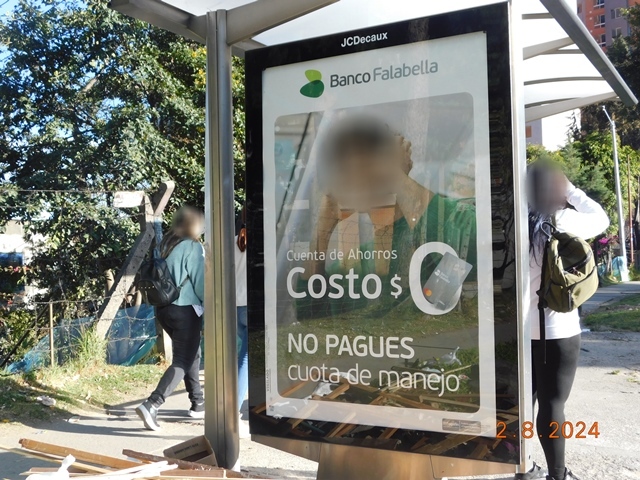 JCDecaux
Banco Falabella
Cuenta de Ahorros
Costo $ 0
NO PAGUES
cuota de manejo
2.8.2024